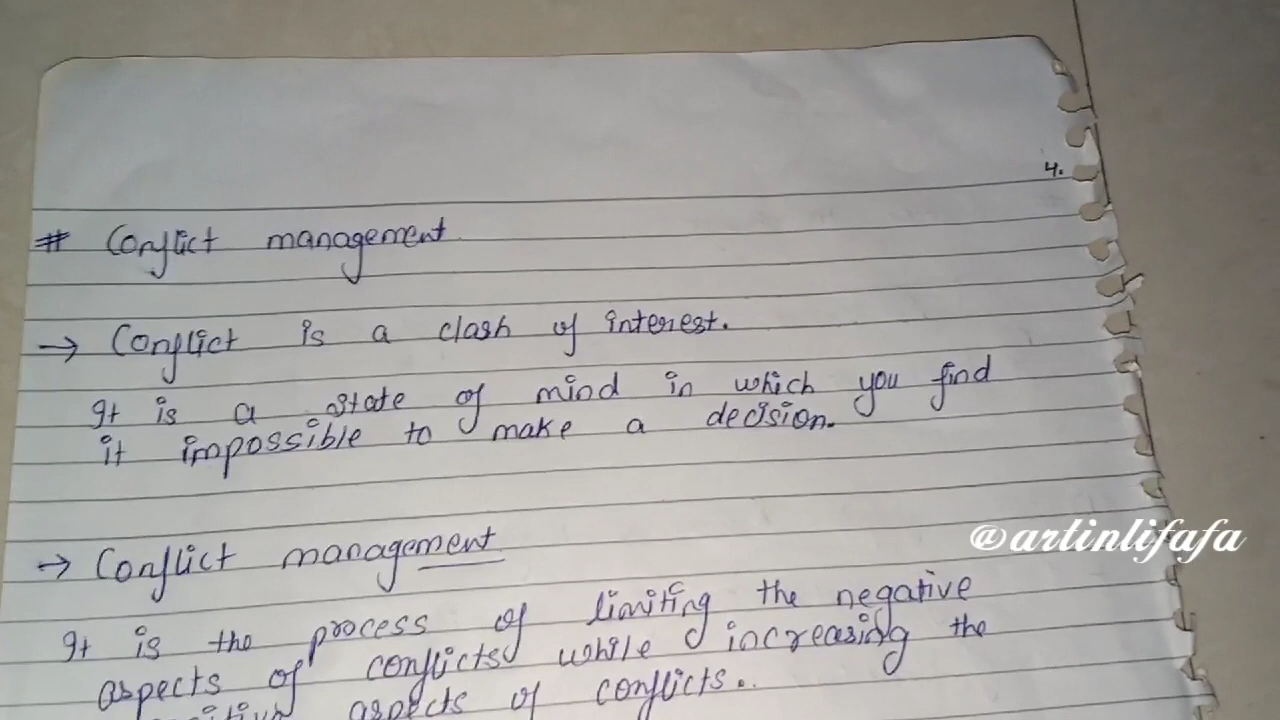 4.
# Conflict management
→ Conflict is a clash of interest.
It is a state of mind in which you find
it impossible to make a decision.
→ Conflict management
It is the process of limiting the negative
aspects of conflicts while increasing the
aspects of conflicts.
@artinlifafa